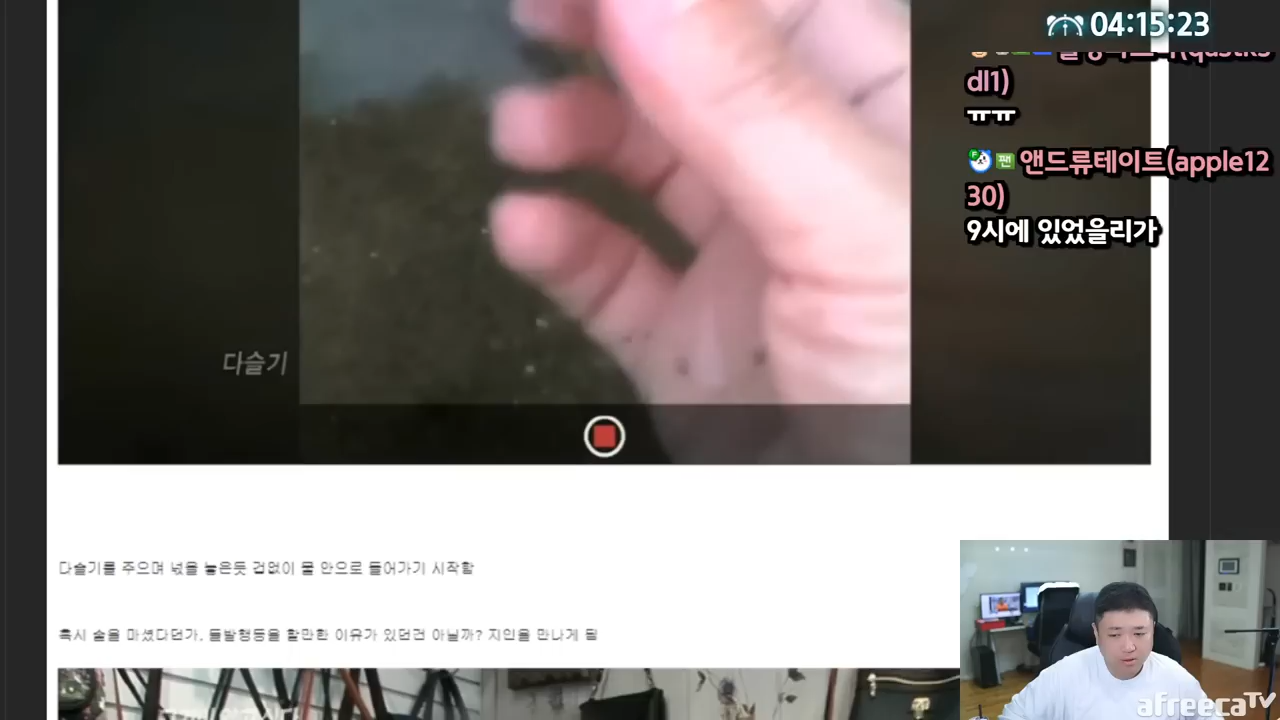 04:15:23
dl1)
ㅠㅠ
팬 앤드류테이트(apple12
30)
9시에 있었을리가
다슬기
다슬기를 주으며 넋을 놓은듯 겁없이 물 안으로 들어가기 시작함
혹시 술을 마셨다던가, 돌발행동을 할만한 이유가 있던건 아닐까? 지인을 만나게 됨
afreecaTV